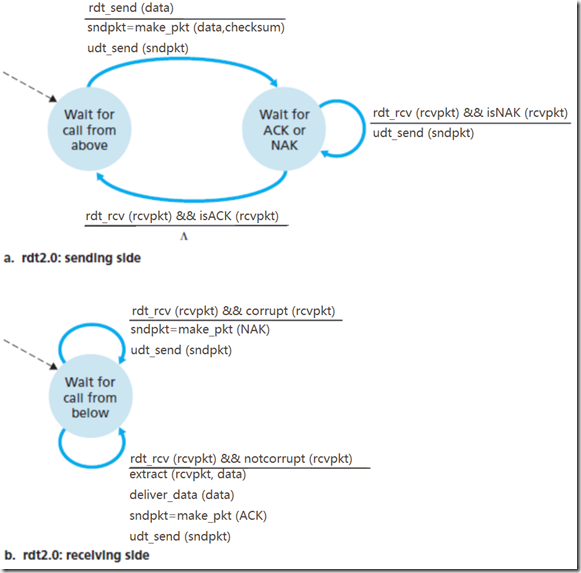 rdt_send (data)
sndpkt=make_pkt (data,checksum)
udt_send (sndpkt)
Wait for
call from
above
Wait for
ACK or
NAK
rdt_rcv (rcvpkt) && isNAK (rcvpkt)
udt_send (sndpkt)
rdt_rcv (rcvpkt) && isACK (rcvpkt)
Λ
a. rdt2.0: sending side
rdt_rcv (rcvpkt) && corrupt (rcvpkt)
sndpkt=make_pkt (NAK)
udt_send (sndpkt)
Wait for
call from
below
rdt_rcv (rcvpkt) && notcorrupt (rcvpkt)
extract (rcvpkt, data)
deliver_data (data)
sndpkt=make_pkt (ACK)
udt_send (sndpkt)
b. rdt2.0: receiving side